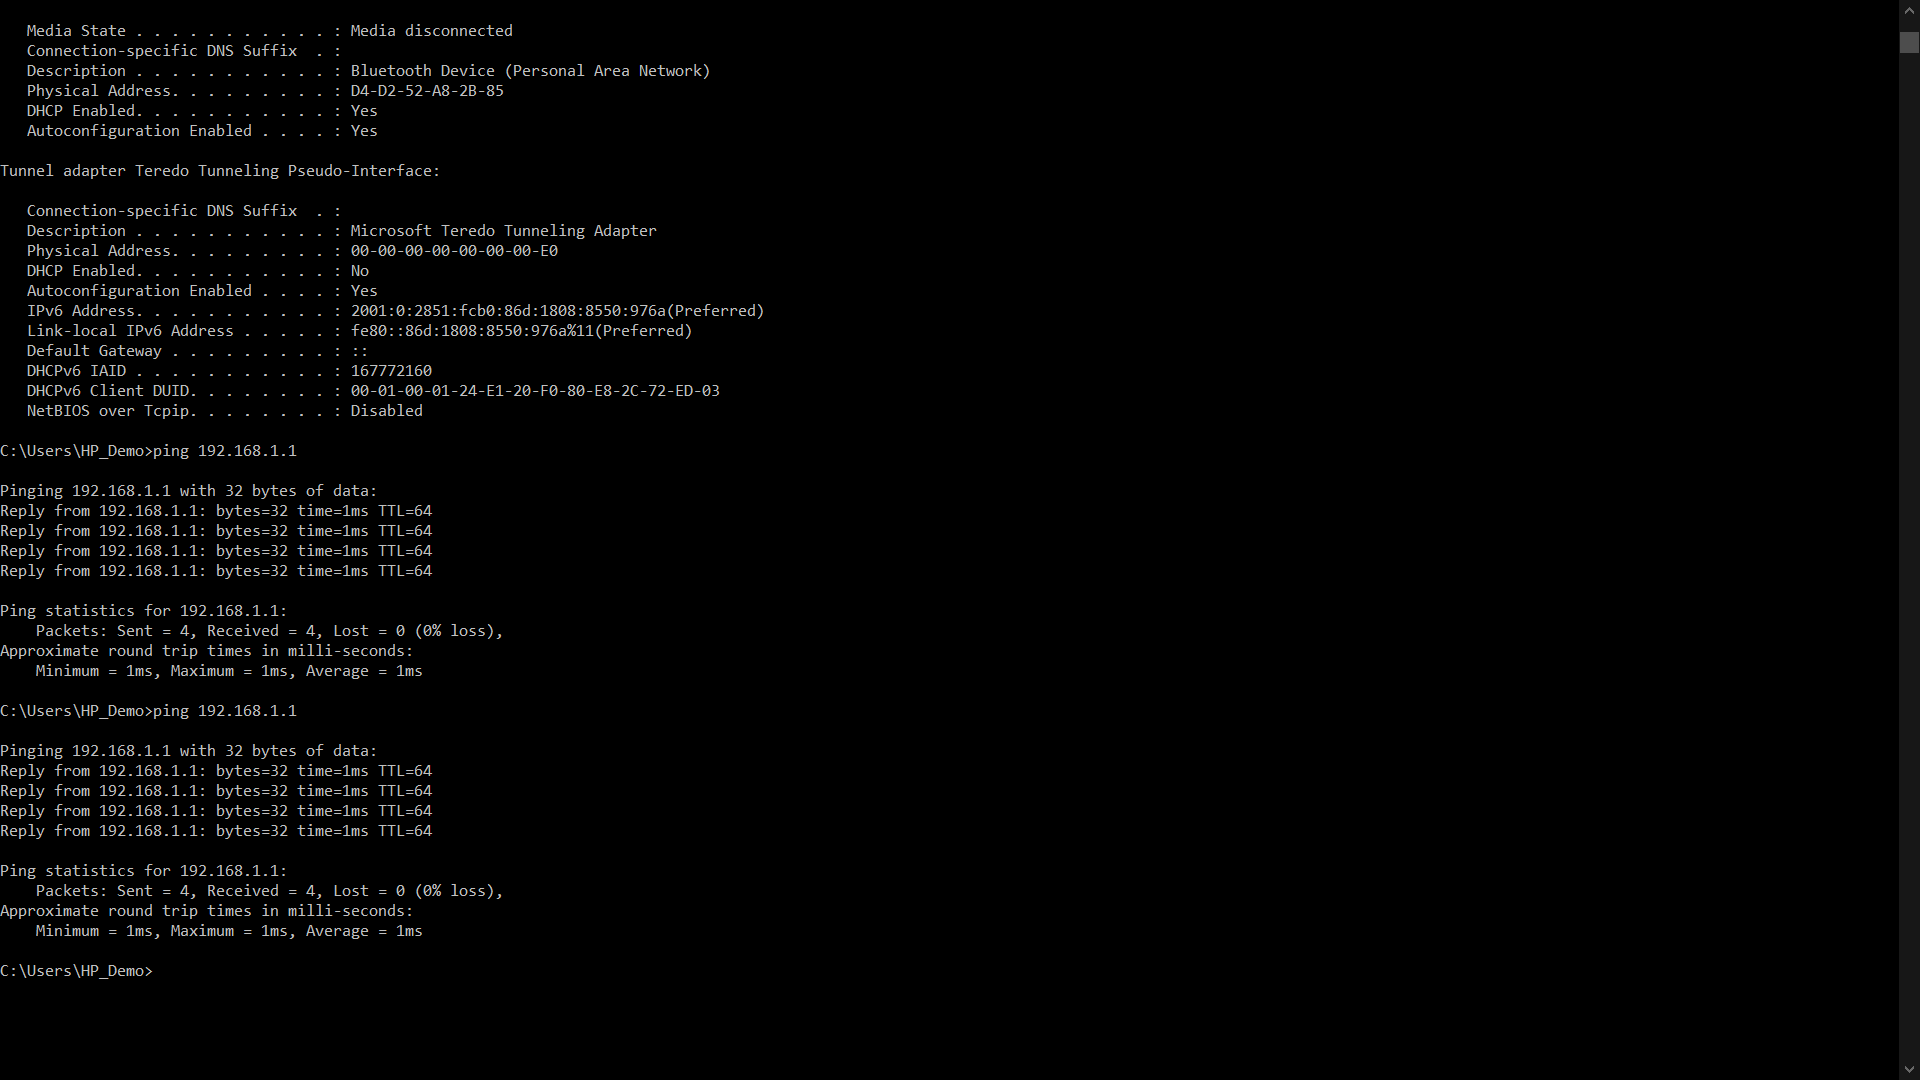 Media State . . . . . . . . . . . : Media disconnected
   Connection-specific DNS Suffix  . :
   Description . . . . . . . . . . . : Bluetooth Device (Personal Area Network)
   Physical Address. . . . . . . . . : D4-D2-52-A8-2B-85
   DHCP Enabled. . . . . . . . . . . : Yes
   Autoconfiguration Enabled . . . . : Yes

Tunnel adapter Teredo Tunneling Pseudo-Interface:

   Connection-specific DNS Suffix  . :
   Description . . . . . . . . . . . : Microsoft Teredo Tunneling Adapter
   Physical Address. . . . . . . . . : 00-00-00-00-00-00-00-E0
   DHCP Enabled. . . . . . . . . . . : No
   Autoconfiguration Enabled . . . . : Yes
   IPv6 Address. . . . . . . . . . . : 2001:0:2851:fcb0:86d:1808:8550:976a(Preferred)
   Link-local IPv6 Address . . . . . : fe80::86d:1808:8550:976a%11(Preferred)
   Default Gateway . . . . . . . . . : ::
   DHCPv6 IAID . . . . . . . . . . . : 167772160
   DHCPv6 Client DUID. . . . . . . . : 00-01-00-01-24-E1-20-F0-80-E8-2C-72-ED-03
   NetBIOS over Tcpip. . . . . . . . : Disabled

C:\Users\HP_Demo>ping 192.168.1.1

Pinging 192.168.1.1 with 32 bytes of data:
Reply from 192.168.1.1: bytes=32 time=1ms TTL=64
Reply from 192.168.1.1: bytes=32 time=1ms TTL=64
Reply from 192.168.1.1: bytes=32 time=1ms TTL=64
Reply from 192.168.1.1: bytes=32 time=1ms TTL=64

Ping statistics for 192.168.1.1:
    Packets: Sent = 4, Received = 4, Lost = 0 (0% loss),
Approximate round trip times in milli-seconds:
    Minimum = 1ms, Maximum = 1ms, Average = 1ms

C:\Users\HP_Demo>ping 192.168.1.1

Pinging 192.168.1.1 with 32 bytes of data:
Reply from 192.168.1.1: bytes=32 time=1ms TTL=64
Reply from 192.168.1.1: bytes=32 time=1ms TTL=64
Reply from 192.168.1.1: bytes=32 time=1ms TTL=64
Reply from 192.168.1.1: bytes=32 time=1ms TTL=64

Ping statistics for 192.168.1.1:
    Packets: Sent = 4, Received = 4, Lost = 0 (0% loss),
Approximate round trip times in milli-seconds:
    Minimum = 1ms, Maximum = 1ms, Average = 1ms

C:\Users\HP_Demo>